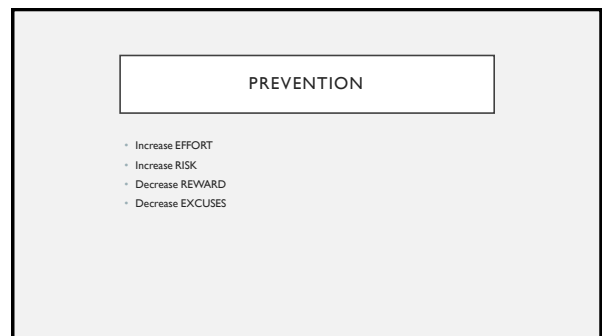 PREVENTION
• Increase EFFORT
• Increase RISK
• Decrease REWARD
• Decrease EXCUSES